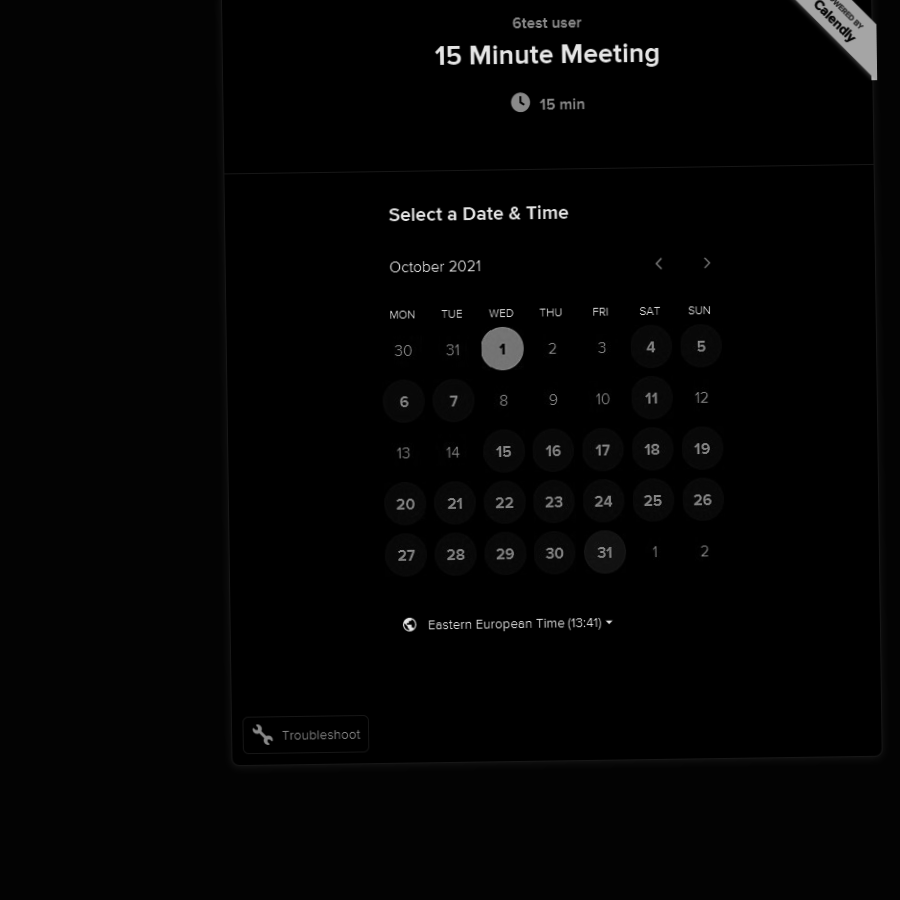 6test user
15 Minute Meeting
15 min
POWERED BY
Calendly
Select a Date & Time
October 2021
MON TUE WED THU FRI SAT SUN
30 31 1 2 3 4 5
6 7 8 9 10 11 12
13 14 15 16 17 18 19
20 21 22 23 24 25 26
27 28 29 30 31 1 2
Eastern European Time (13:41)
Troubleshoot